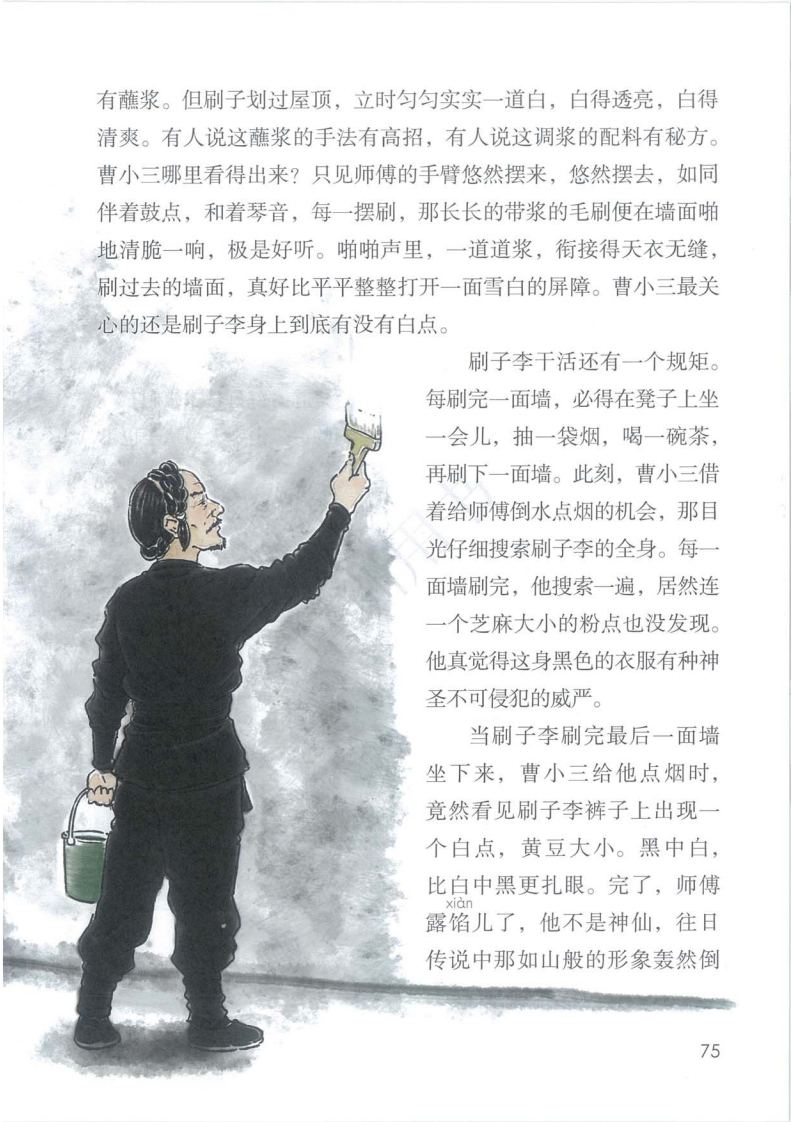 有蘸浆。但刷子划过屋顶，立时匀匀实实一道白，白得透亮，白得
清爽。有人说这蘸浆的手法有高招，有人说这调浆的配料有秘方。
曹小三哪里看得出来？只见师傅的手臂悠然摆来，悠然摆去，如同
伴着鼓点，和着琴音，每一摆刷，那长长的带浆的毛刷便在墙面啪
地清脆一响，极是好听。啪啪声里，一道道浆，衔接得天衣无缝，
刷过去的墙面，真好比平平整整打开一面雪白的屏障。曹小三最关
心的还是刷子李身上到底有没有白点。
刷子李干活还有一个规矩。
每刷完一面墙，必得在凳子上坐
一会儿，抽一袋烟，喝一碗茶，
再刷下一面墙。此刻，曹小三借
着给师傅倒水点烟的机会，那目
光仔细搜索刷子李的全身。每一
面墙刷完，他搜索一遍，居然连
一个芝麻大小的粉点也没发现。
他真觉得这身黑色的衣服有种神
圣不可侵犯的威严。
当刷子李刷完最后一面墙
坐下来，曹小三给他点烟时，
竟然看见刷子李裤子上出现一
个白点，黄豆大小。黑中白，
比白中黑更扎眼。完了，师傅
xiàn
露馅儿了，他不是神仙，往日
传说中那如山般的形象轰然倒
75